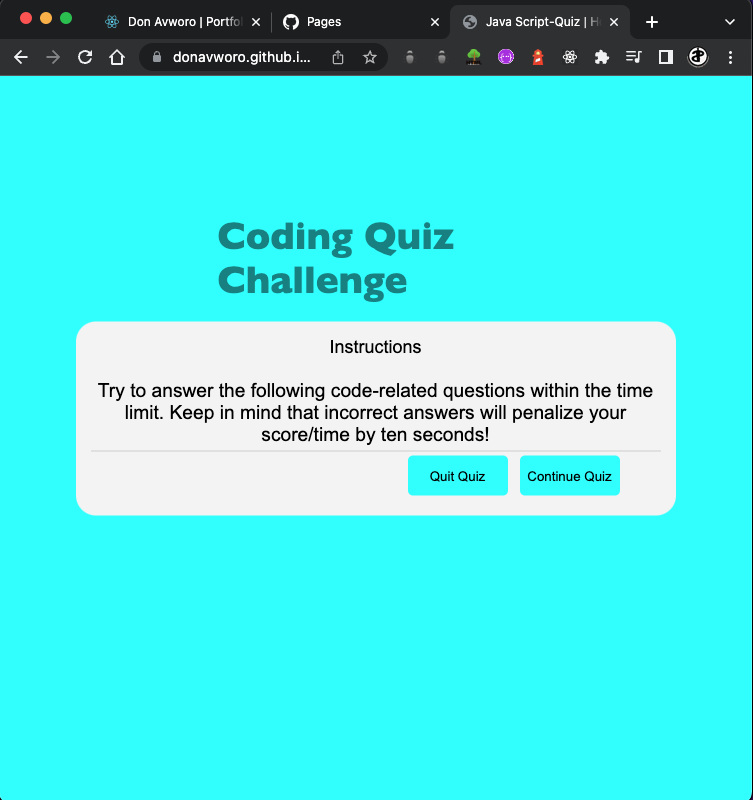 Don Avworo | Portfo
Pages
Java Script-Quiz | H
donavworo.github.i...
Coding Quiz
Challenge
Instructions
Try to answer the following code-related questions within the time
limit. Keep in mind that incorrect answers will penalize your
score/time by ten seconds!
Quit Quiz
Continue Quiz